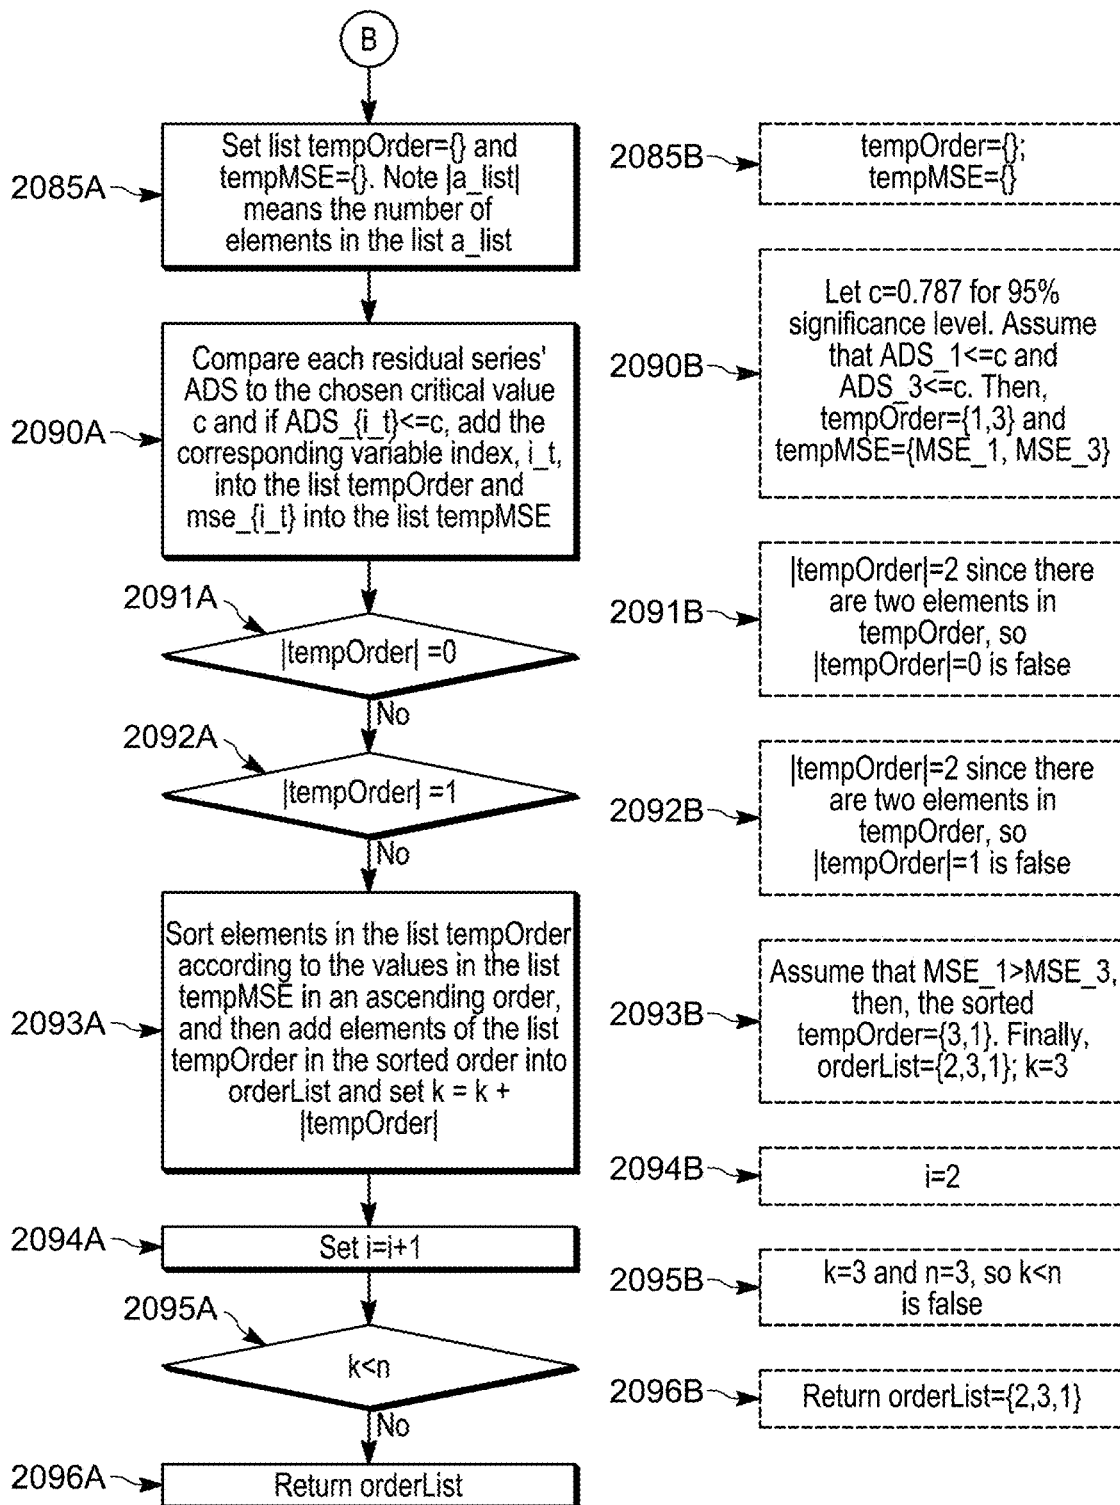 B
2085A
Set list tempOrder={} and
tempMSE={}. Note |a_list|
means the number of
elements in the list a_list
2085B
tempOrder={};
tempMSE={}
2090A
Compare each residual series'
ADS to the chosen critical value
c and if ADS_{i_t}<=c, add the
corresponding variable index, i_t,
into the list tempOrder and
mse_{i_t} into the list tempMSE
2090B
Let c=0.787 for 95%
significance level. Assume
that ADS_1<=c and
ADS_3<=c. Then,
tempOrder={1,3} and
tempMSE={MSE_1, MSE_3}
2091A
|tempOrder| =0
No
2091B
|tempOrder|=2 since there
are two elements in
tempOrder, so
|tempOrder|=0 is false
2092A
|tempOrder| =1
No
2092B
|tempOrder|=2 since there
are two elements in
tempOrder, so
|tempOrder|=1 is false
2093A
Sort elements in the list tempOrder
according to the values in the list
tempMSE in an ascending order,
and then add elements of the list
tempOrder in the sorted order into
orderList and set k = k +
|tempOrder|
2093B
Assume that MSE_1>MSE_3,
then, the sorted
tempOrder={3,1}. Finally,
orderList={2,3,1}; k=3
2094A
Set i=i+1
2094B
i=2
2095A
k<n
No
2095B
k=3 and n=3, so k<n
is false
2096A
Return orderList
2096B
Return orderList={2,3,1}